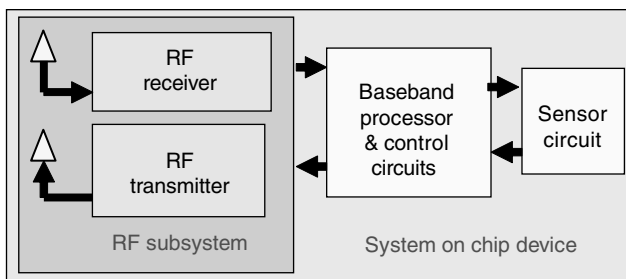 RF
receiver
RF
transmitter
RF subsystem
Baseband
processor
& control
circuits
Sensor
circuit
System on chip device